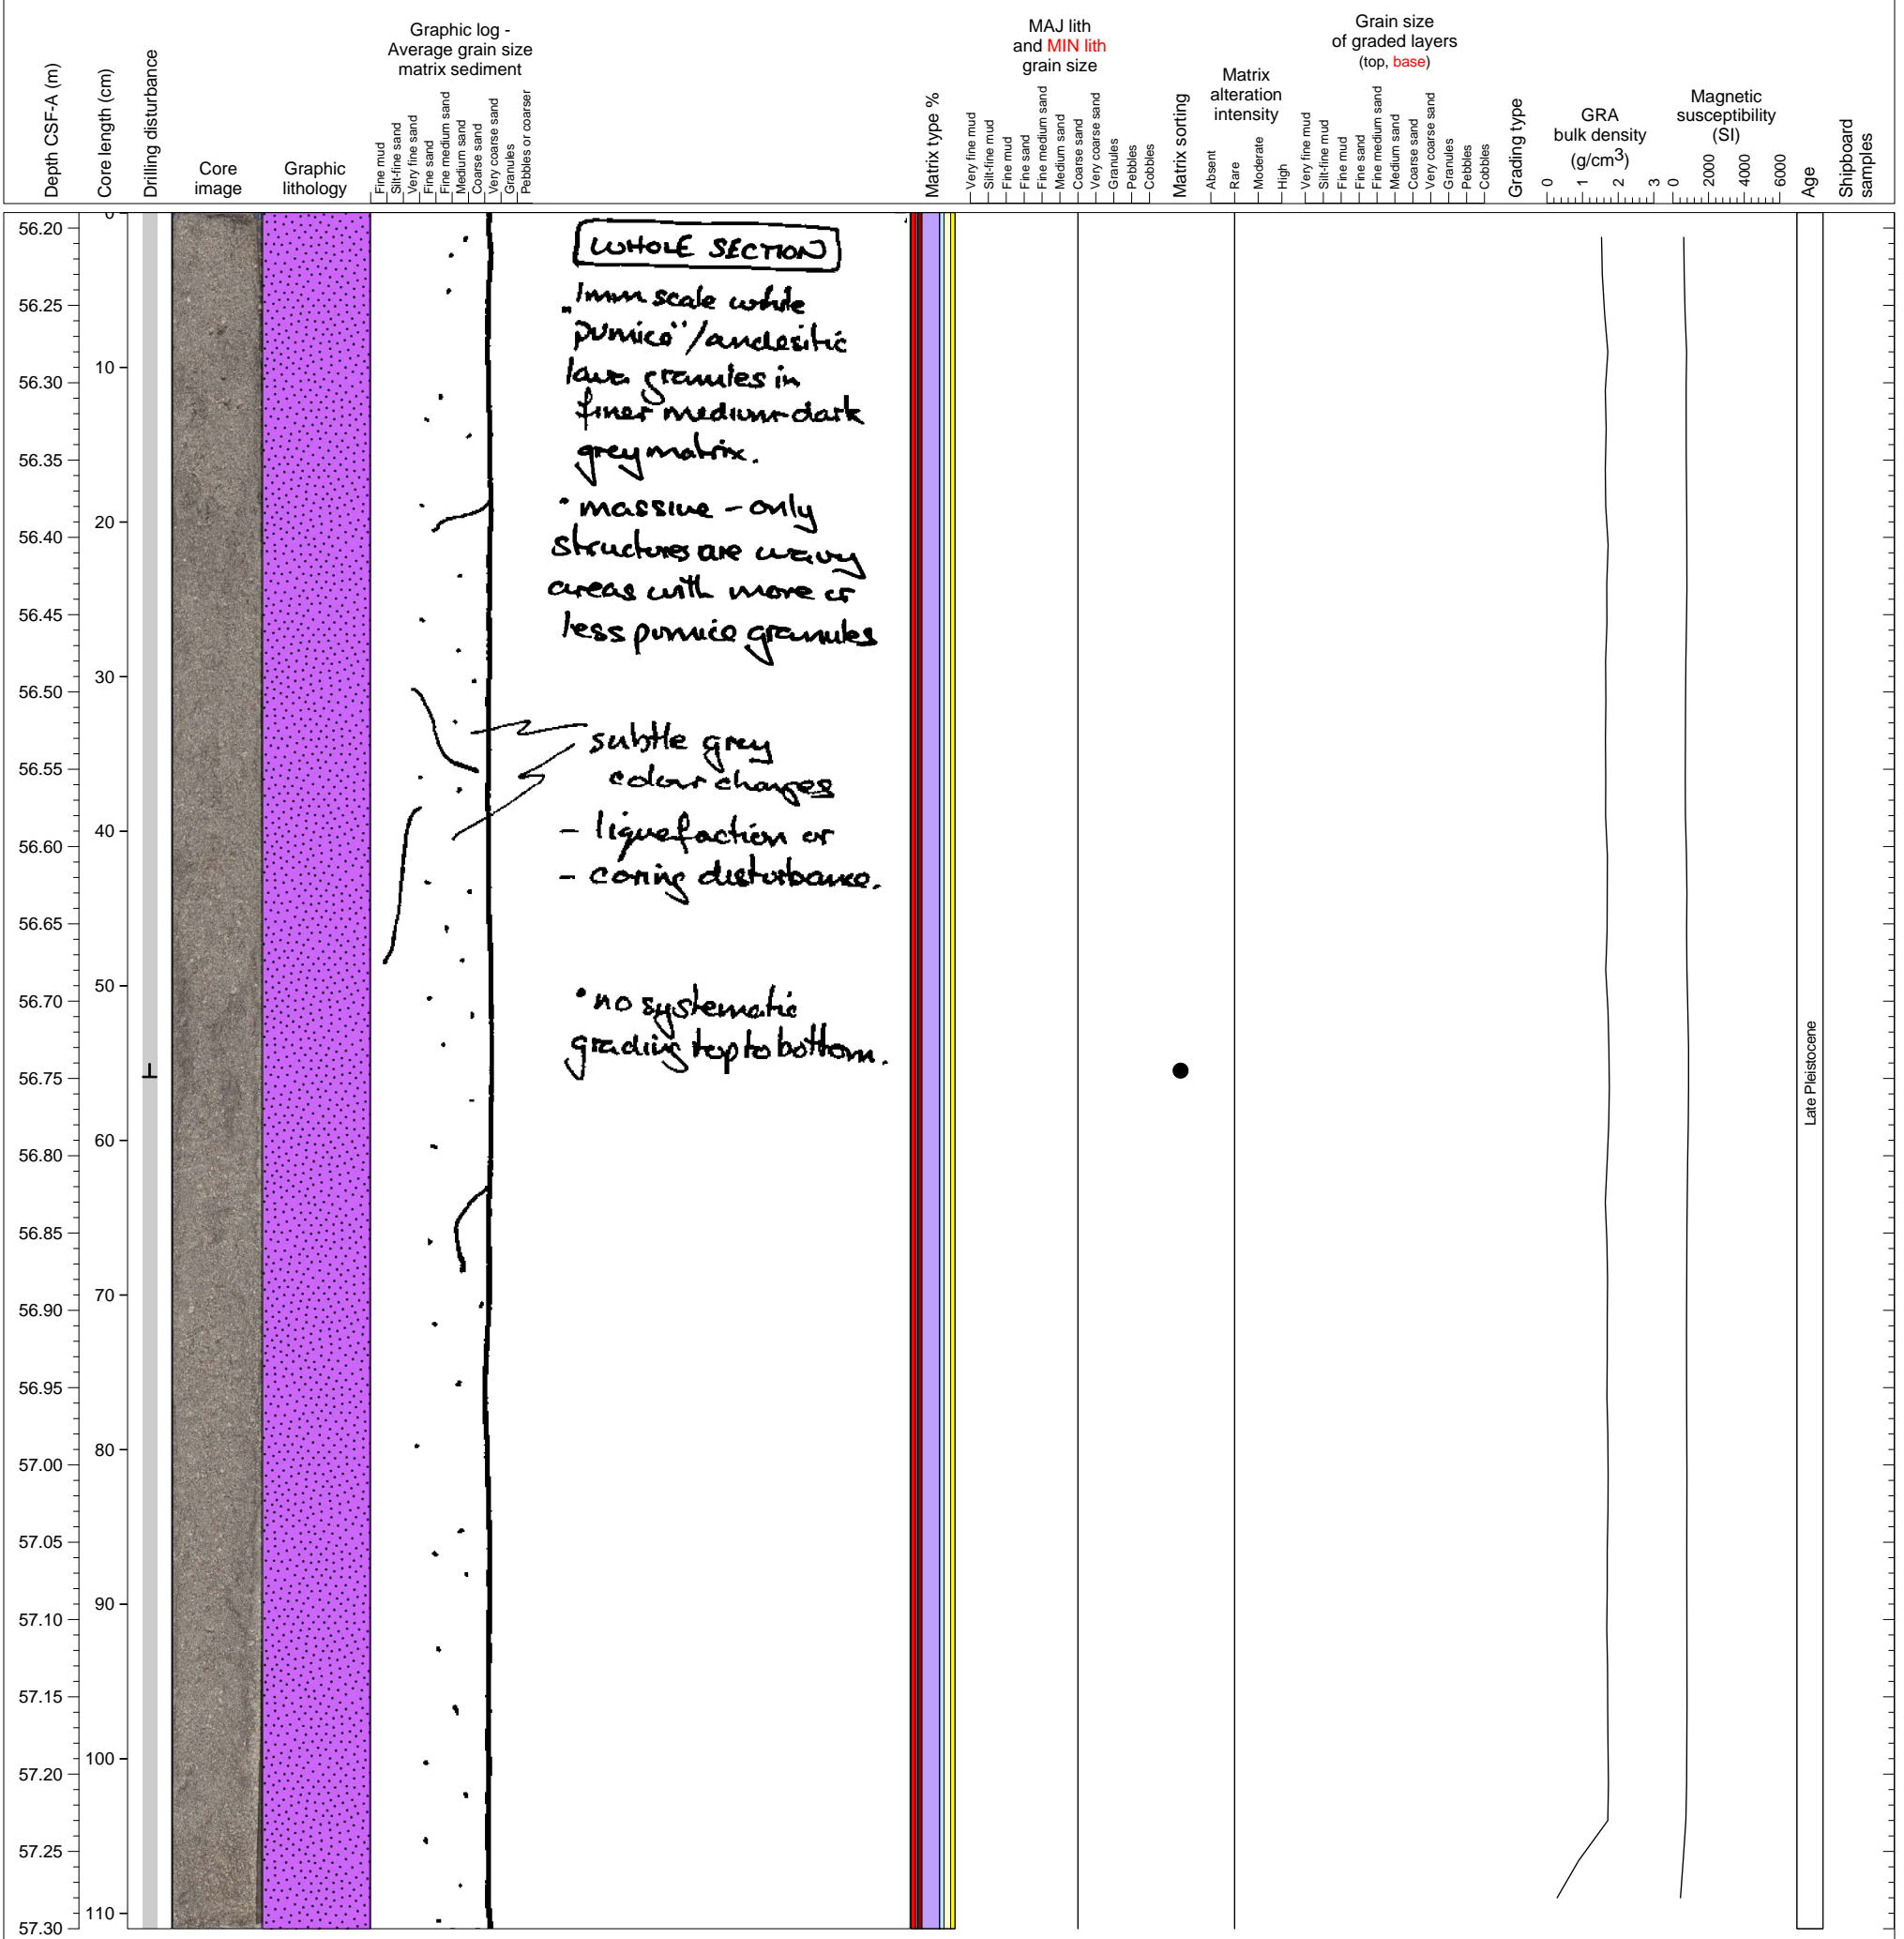 Depth CSF-A (m)
Core length (cm)
Drilling disturbance
Core
image
Graphic
lithology
Graphic log -
Average grain size
matrix sediment
Fine mud
Silt-fine sand
Very fine sand
Fine sand
Fine medium sand
Medium sand
Coarse sand
Very coarse sand
Granules
Pebbles or coarser
Matrix type %
MAJ lith
and MIN lith
grain size
Very fine mud
Silt-fine mud
Fine mud
Fine sand
Fine medium sand
Medium sand
Coarse sand
Very coarse sand
Granules
Pebbles
Cobbles
Matrix sorting
Matrix
alteration
intensity
Absent
Rare
Moderate
High
Grain size
of graded layers
(top, base)
Very fine mud
Silt-fine mud
Fine mud
Fine sand
Fine medium sand
Medium sand
Coarse sand
Very coarse sand
Granules
Pebbles
Cobbles
Grading type
GRA
bulk density
(g/cm3)
0 1 2 3
Magnetic
susceptibility
(SI)
0 2000 4000 6000
Age
Shipboard
samples
0
56.20
56.25
10
56.30
56.35
20
56.40
56.45
30
56.50
56.55
40
56.60
56.65
50
56.70
56.75
60
56.80
56.85
70
56.90
56.95
80
57.00
57.05
90
57.10
57.15
100
57.20
57.25
110
57.30
WHOLE SECTION
1mm scale white
"pumice"/andesitic
lava granules in
finer medium-dark
grey matrix.
• massive - only
structures are wavy
areas with more or
less pumice granules
subtle grey
colour changes
- liquefaction or
- coring disturbance.
• no systematic
grading top to bottom.
Late Pleistocene